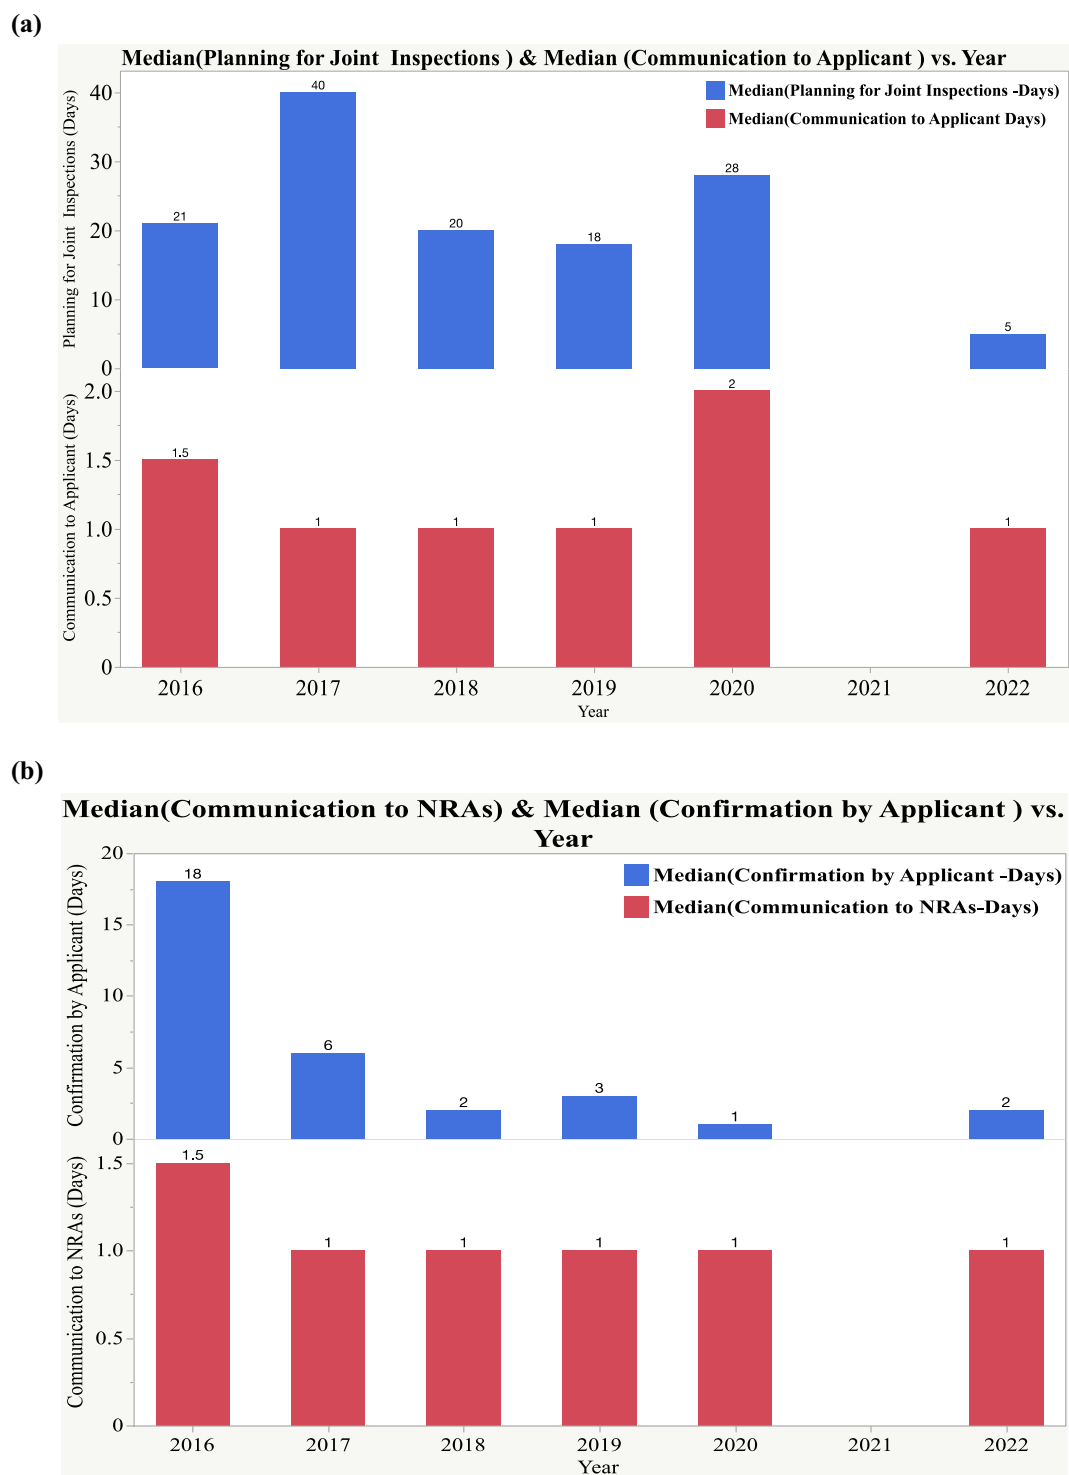 (a)
Median(Planning for Joint Inspections ) & Median (Communication to Applicant ) vs. Year
Median(Planning for Joint Inspections -Days)
Median(Communication to Applicant Days)
Planning for Joint Inspections (Days)
40
30
20
10
0
21
40
20
18
28
5
Communication to Applicant (Days)
2.0
1.5
1.0
0.5
0
1.5
1
1
1
2
1
2016 2017 2018 2019 2020 2021 2022
Year
(b)
Median(Communication to NRAs) & Median (Confirmation by Applicant ) vs.
Year
Median(Confirmation by Applicant -Days)
Median(Communication to NRAs-Days)
Confirmation by Applicant (Days)
20
15
10
5
0
18
6
2
3
1
2
Communication to NRAs (Days)
1.5
1.0
0.5
0
1.5
1
1
1
1
1
2016 2017 2018 2019 2020 2021 2022
Year